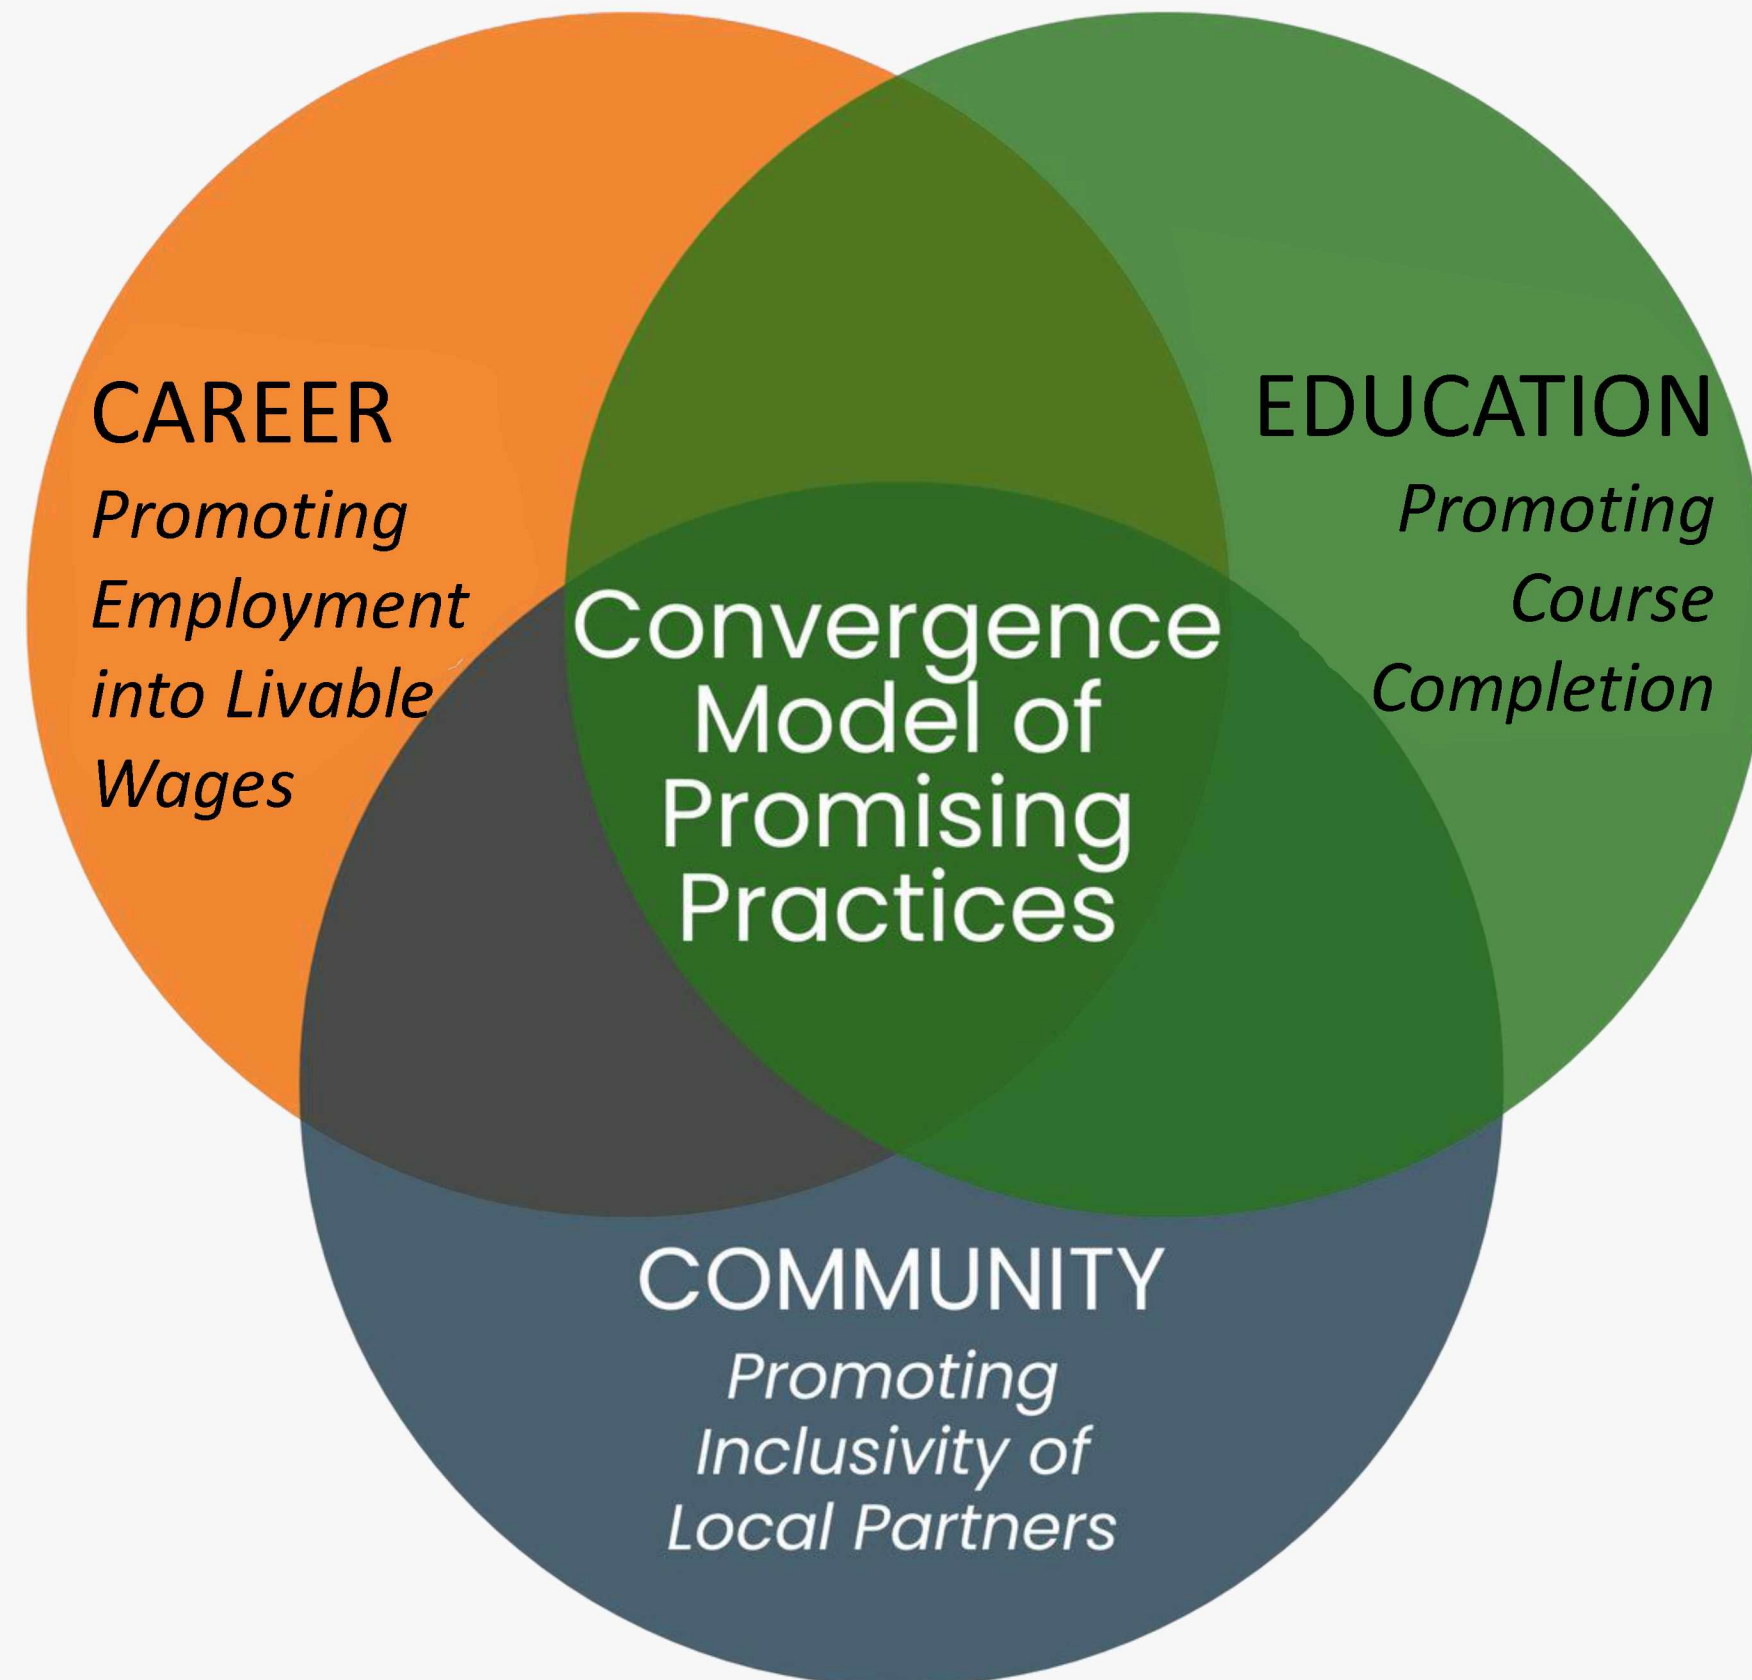 CAREER
Promoting
Employment
into Livable
Wages
EDUCATION
Promoting
Course
Completion
Convergence
Model of
Promising
Practices
COMMUNITY
Promoting
Inclusivity of
Local Partners